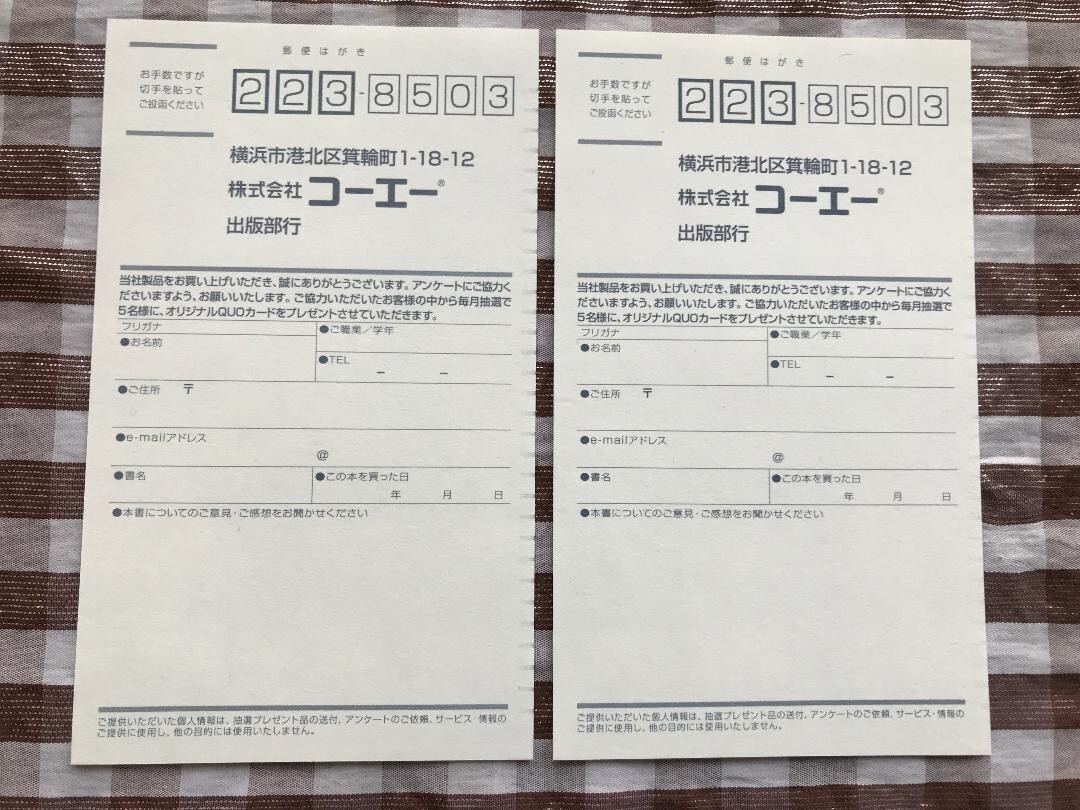 郵便はがき
お手数ですが
切手を貼って
ご投函ください
223-8503
横浜市港北区箕輪町1-18-12
株式会社 コーエー®
出版部行
当社製品をお買い上げいただき、誠にありがとうございます。アンケートにご協力く
ださいますよう、お願いいたします。ご協力いただいたお客様の中から毎月抽選で
5名様に、オリジナルQUOカードをプレゼントさせていただきます。
フリガナ
●お名前
●ご職業／学年
●TEL
－ －
●ご住所 〒
●e-mailアドレス
@
●書名
●この本を買った日
年 月 日
●本書についてのご意見・ご感想をお聞かせください
ご提供いただいた個人情報は、抽選プレゼント品の送付、アンケートのご依頼、サービス・情報の
ご提供に使用し、他の目的には使用いたしません。
郵便はがき
お手数ですが
切手を貼って
ご投函ください
223-8503
横浜市港北区箕輪町1-18-12
株式会社 コーエー®
出版部行
当社製品をお買い上げいただき、誠にありがとうございます。アンケートにご協力く
ださいますよう、お願いいたします。ご協力いただいたお客様の中から毎月抽選で
5名様に、オリジナルQUOカードをプレゼントさせていただきます。
フリガナ
●お名前
●ご職業／学年
●TEL
－ －
●ご住所 〒
●e-mailアドレス
@
●書名
●この本を買った日
年 月 日
●本書についてのご意見・ご感想をお聞かせください
ご提供いただいた個人情報は、抽選プレゼント品の送付、アンケートのご依頼、サービス・情報の
ご提供に使用し、他の目的には使用いたしません。